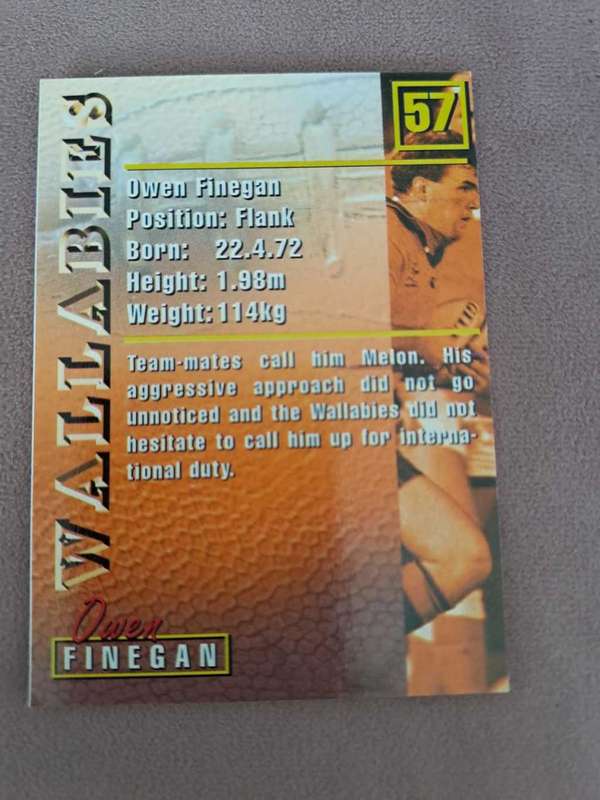 WALLABIES
57
Owen Finegan
Position: Flank
Born: 22.4.72
Height: 1.98m
Weight: 114kg
Team-mates call him Melon. His
aggressive approach did not go
unnoticed and the Wallabies did not
hesitate to call him up for interna-
tional duty.
Owen
FINEGAN